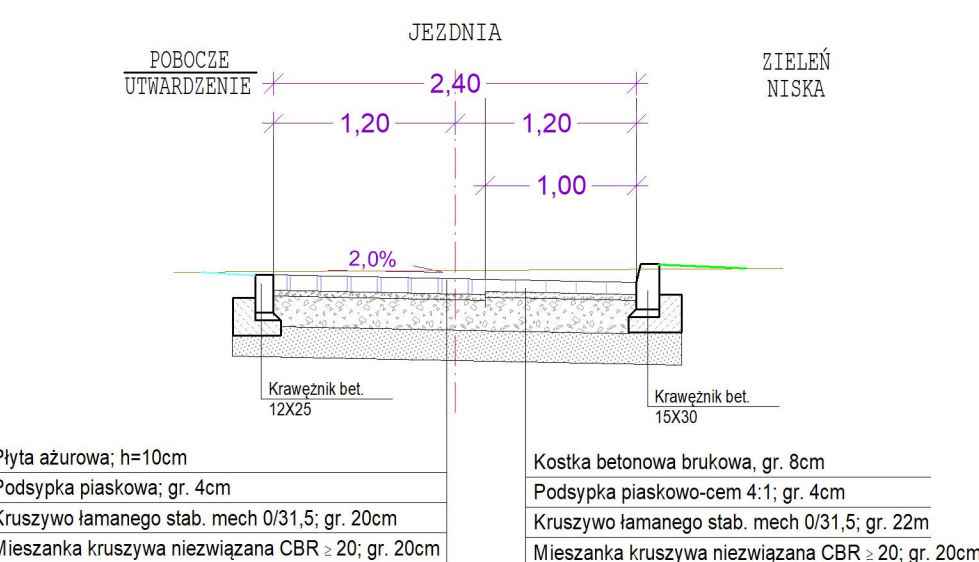 JEZDNIA
POBOCZE
UTWARDZENIE
ZIELEŃ
NISKA
2,40
1,20
1,20
1,00
2,0%
Krawężnik bet.
12X25
Krawężnik bet.
15X30
Płyta ażurowa; h=10cm
Podsypka piaskowa; gr. 4cm
Kruszywo łamanego stab. mech 0/31,5; gr. 20cm
Mieszanka kruszywa niezwiązana CBR ≥ 20; gr. 20cm
Kostka betonowa brukowa, gr. 8cm
Podsypka piaskowo-cem 4:1; gr. 4cm
Kruszywo łamanego stab. mech 0/31,5; gr. 22m
Mieszanka kruszywa niezwiązana CBR ≥ 20; gr. 20cm